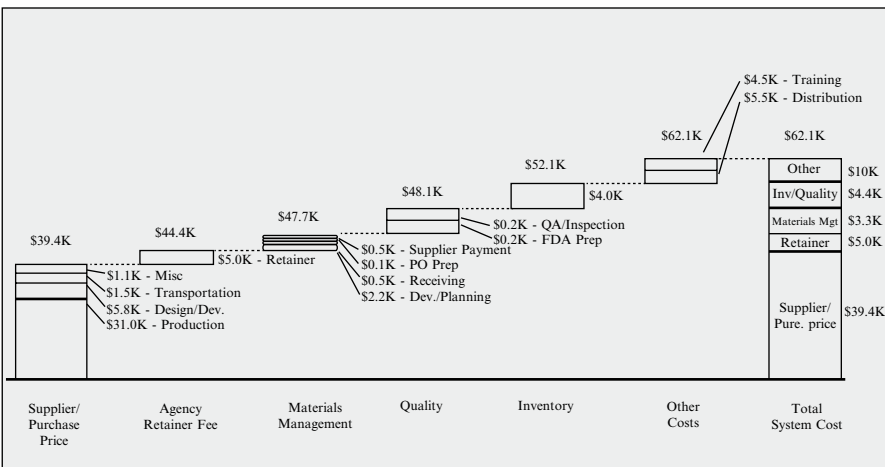 $4.5K - Training
$5.5K - Distribution
$62.1K
$62.1K
$52.1K
$48.1K
$47.7K
$44.4K
$39.4K
Other
$10K
Inv/Quality
$4.4K
Materials Mgt
$3.3K
Retainer
$5.0K
Supplier/
Pure. price
$39.4K
$4.0K
$0.2K - QA/Inspection
$0.2K - FDA Prep
$0.5K - Supplier Payment
$0.1K - PO Prep
$0.5K - Receiving
$2.2K - Dev./Planning
$5.0K - Retainer
$1.1K - Misc
$1.5K - Transportation
$5.8K - Design/Dev.
$31.0K - Production
Supplier/
Purchase
Price
Agency
Retainer Fee
Materials
Management
Quality
Inventory
Other
Costs
Total
System Cost